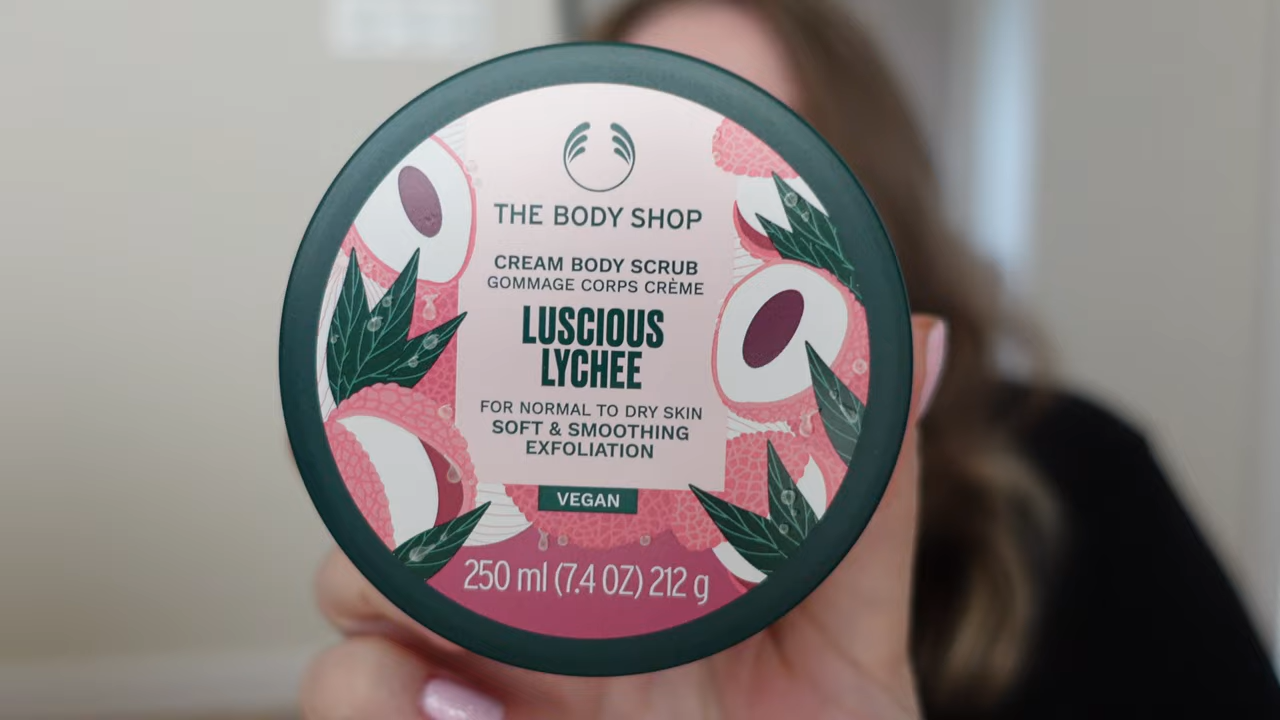 THE BODY SHOP
CREAM BODY SCRUB
GOMMAGE CORPS CRÈME
LUSCIOUS
LYCHEE
FOR NORMAL TO DRY SKIN
SOFT & SMOOTHING
EXFOLIATION
VEGAN
250 ml (7.4 OZ) 212 g